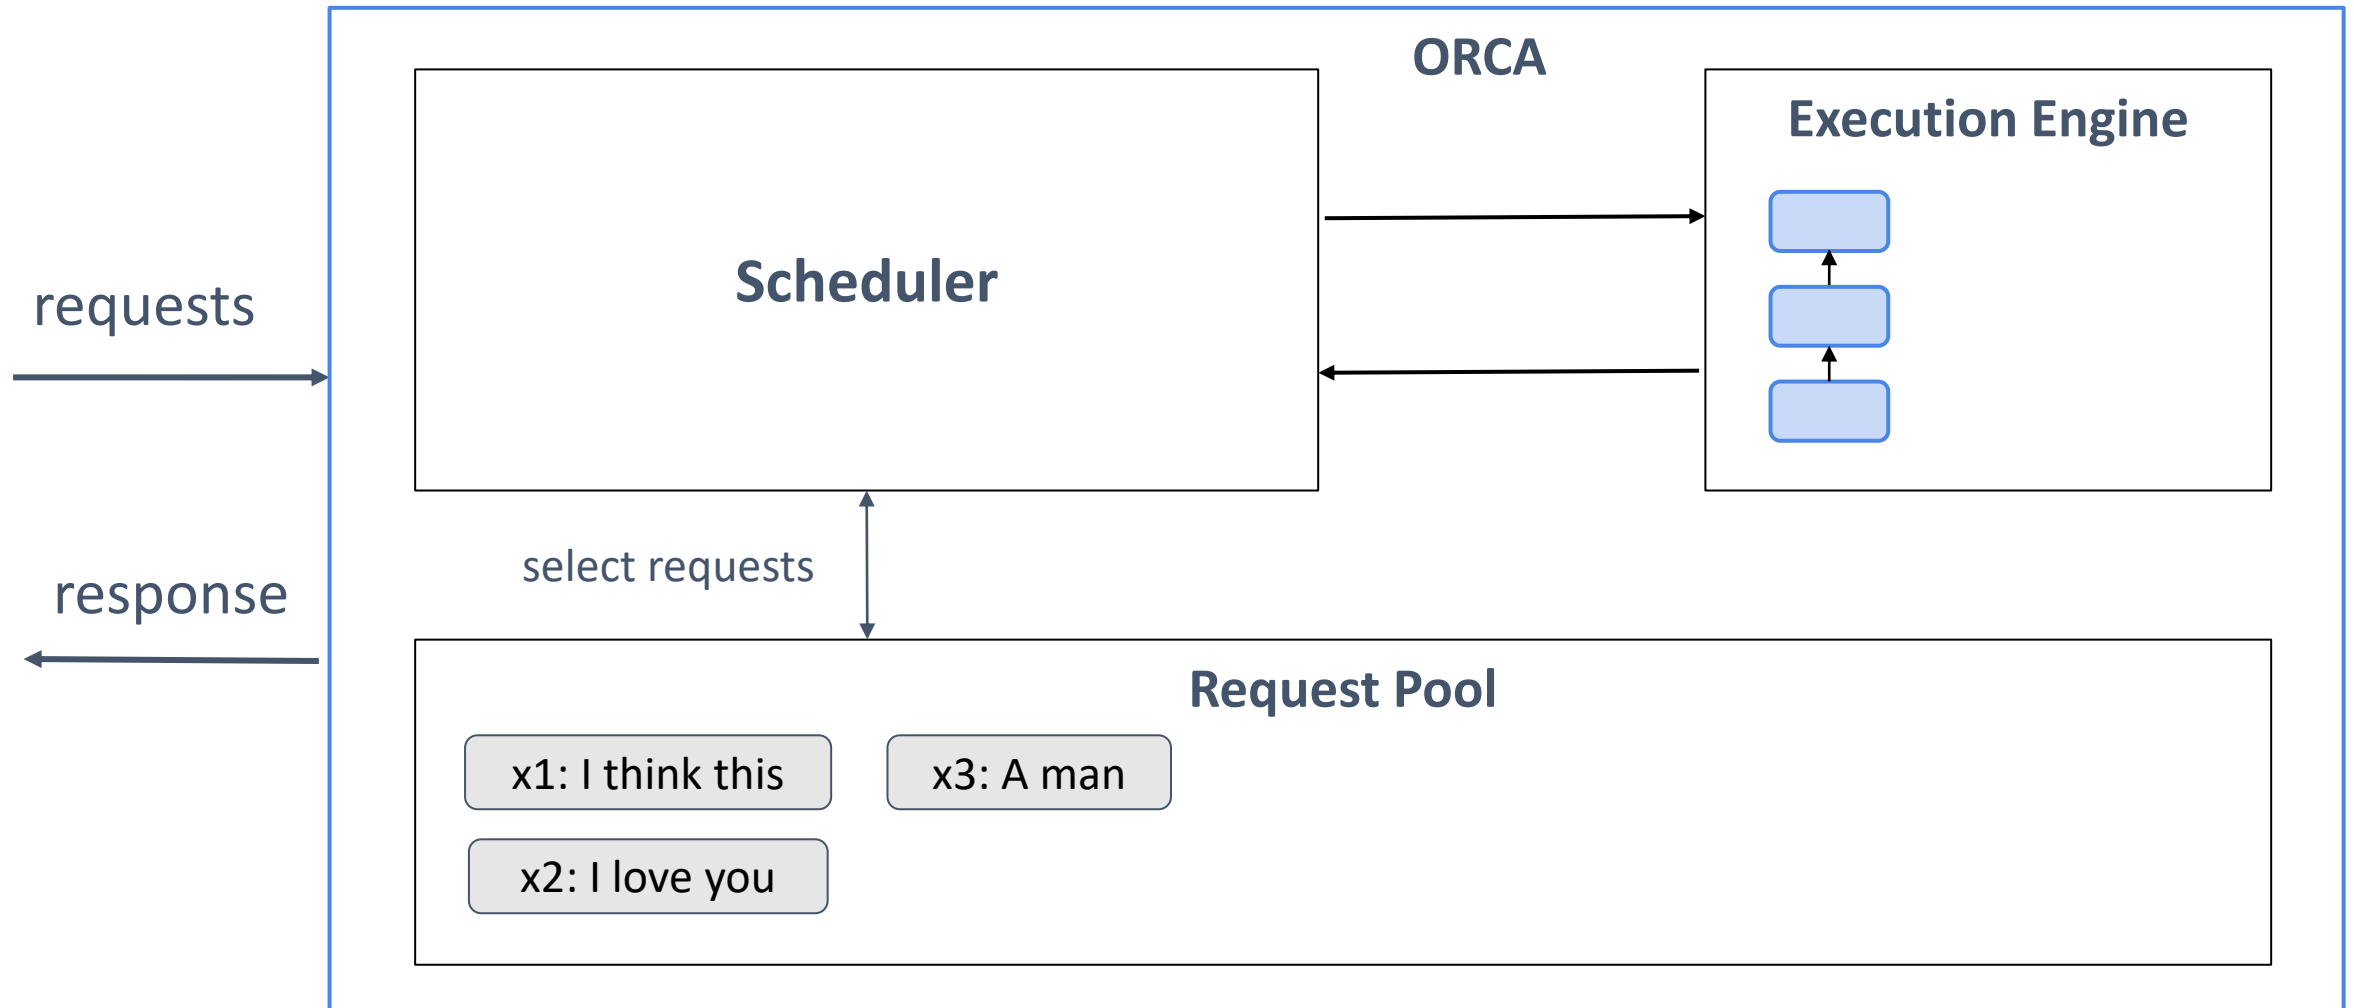 ORCA
Execution Engine
Scheduler
requests
select requests
response
Request Pool
x1: I think this
x3: A man
x2: I love you